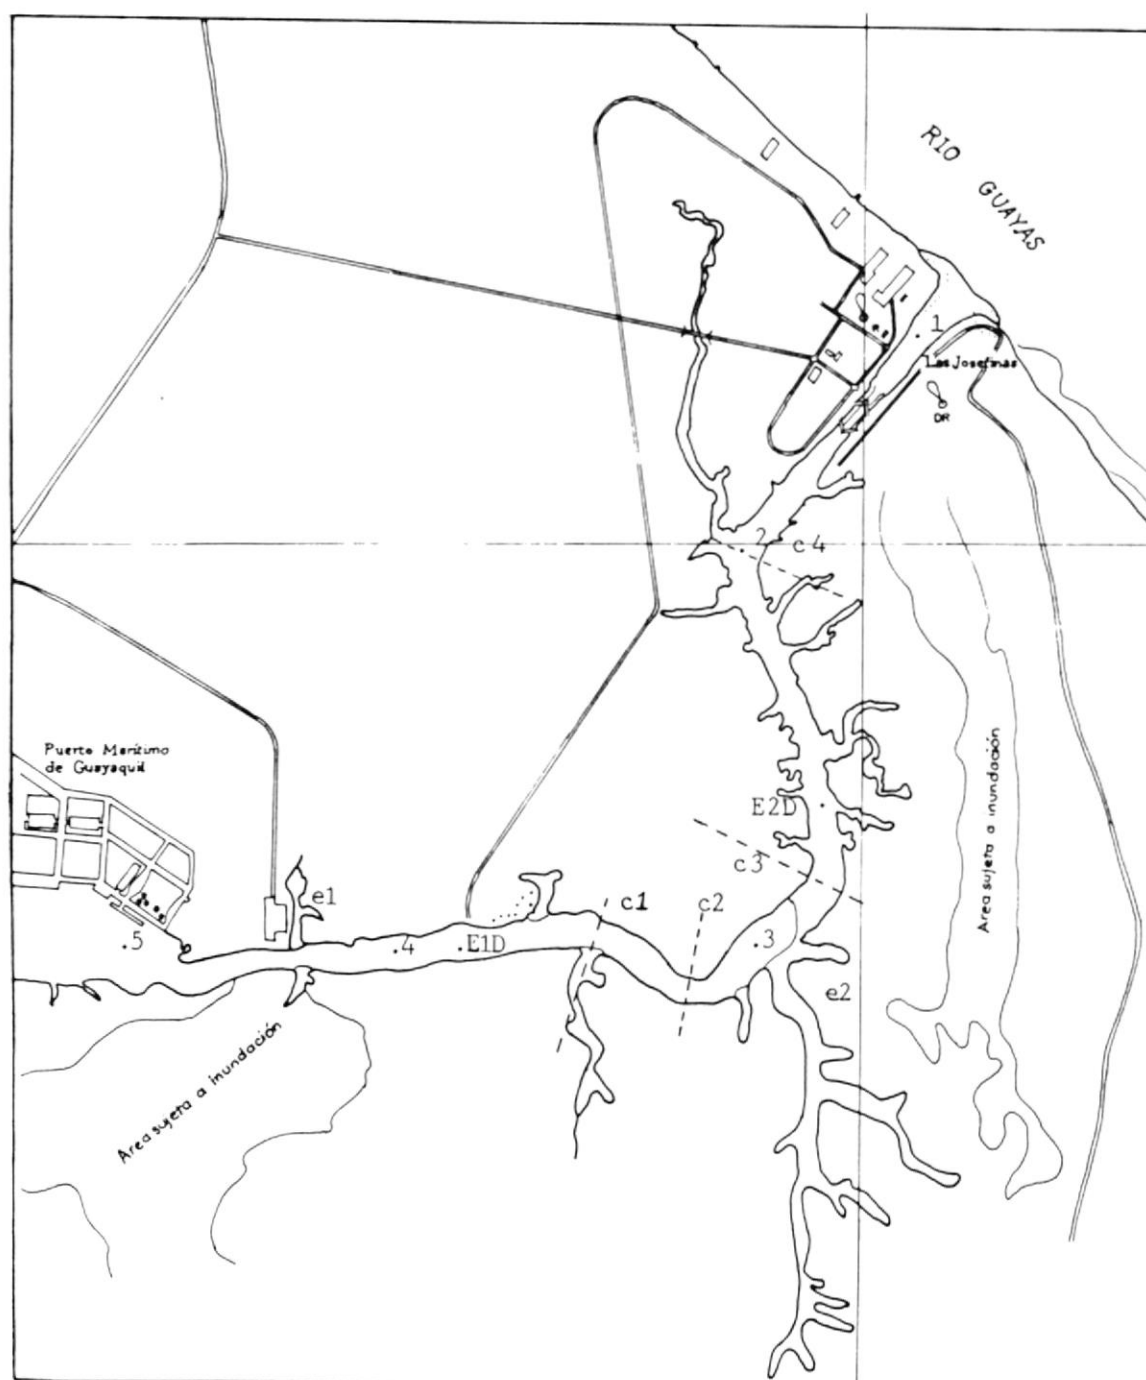 RIO
GUAYAS
.1
Las Josefinas
DR
.2
c4
Puerto Marítimo
de Guayaquil
E2D .
c3
Area sujeta a inundación
e1
c1
c2
.5
.4
.E1D
.3
e2
Area sujeta a inundación